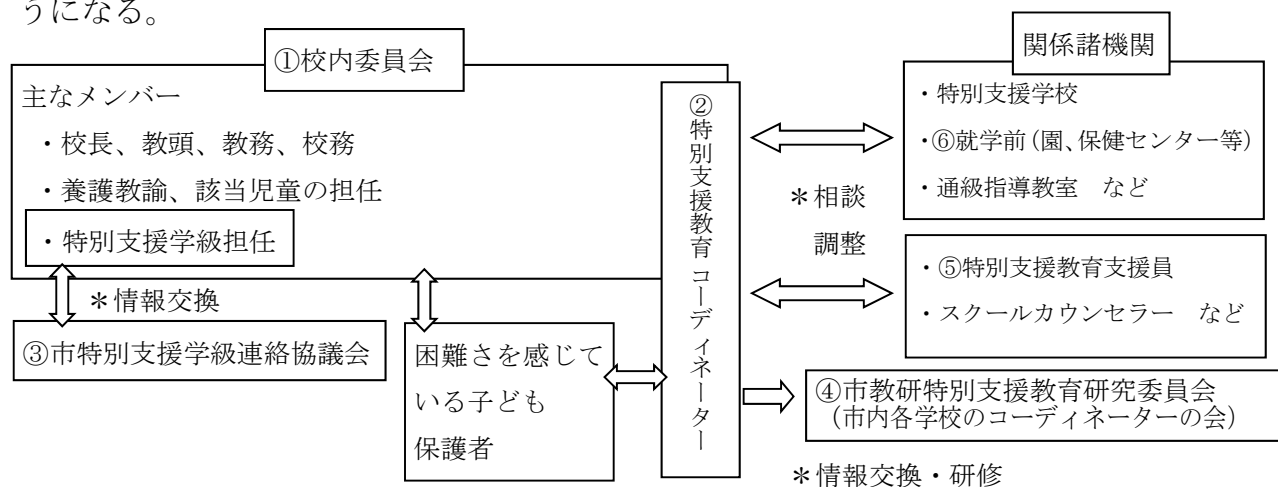 うになる。
①校内委員会
主なメンバー
・校長、教頭、教務、校務
・養護教諭、該当児童の担任
・特別支援学級担任
＊情報交換
③市特別支援学級連絡協議会
困難さを感じて
いる子ども
保護者
②特別支援教育コーディネーター
＊相談
調整
関係諸機関
・特別支援学校
・⑥就学前（園、保健センター等）
・通級指導教室　など
・⑤特別支援教育支援員
・スクールカウンセラー　など
④市教研特別支援教育研究委員会
（市内各学校のコーディネーターの会）
＊情報交換・研修